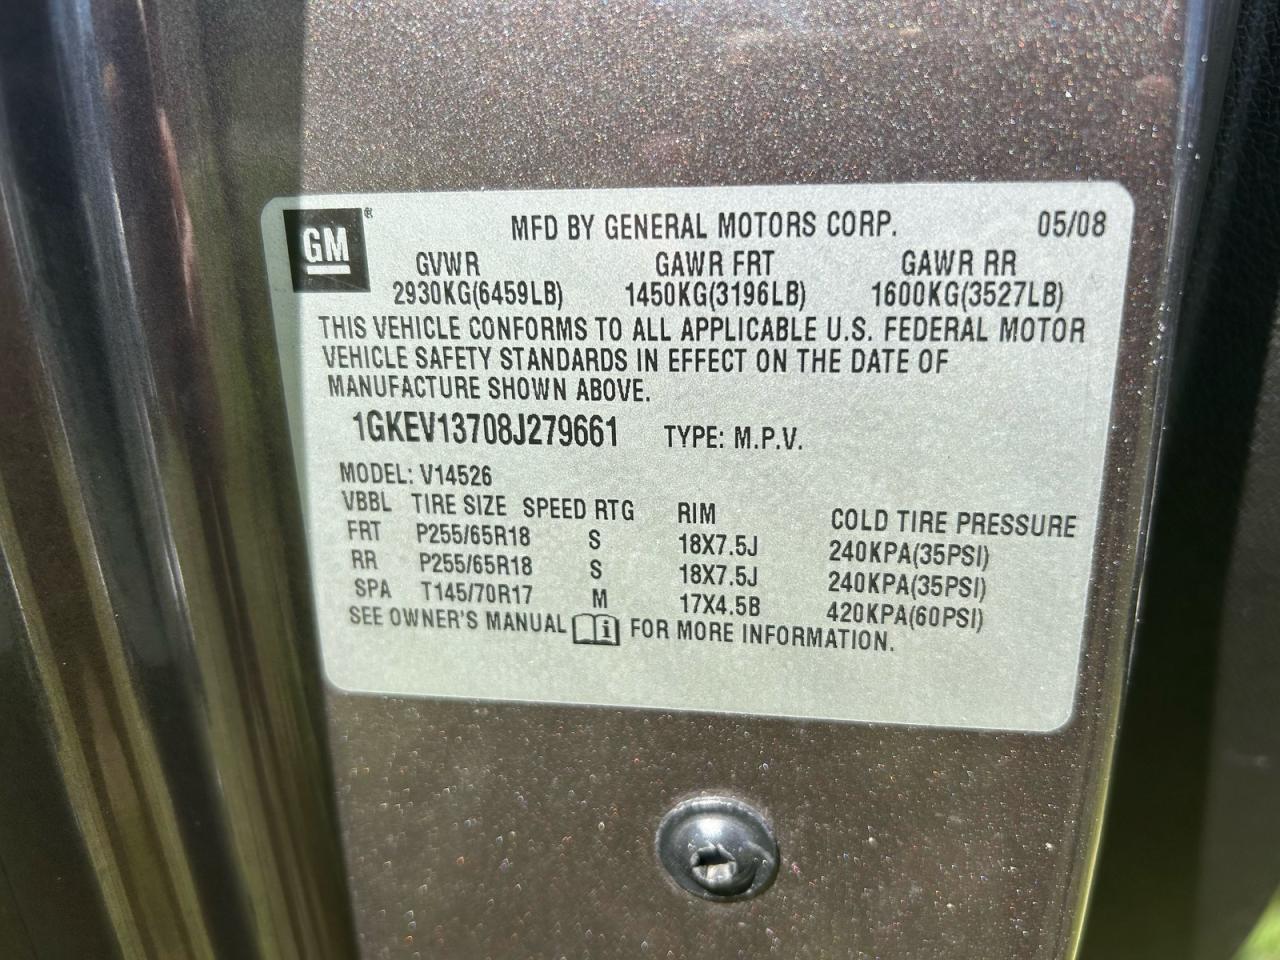 GM ® MFD BY GENERAL MOTORS CORP. 05/08
GVWR GAWR FRT GAWR RR
2930KG(6459LB) 1450KG(3196LB) 1600KG(3527LB)
THIS VEHICLE CONFORMS TO ALL APPLICABLE U.S. FEDERAL MOTOR
VEHICLE SAFETY STANDARDS IN EFFECT ON THE DATE OF
MANUFACTURE SHOWN ABOVE.
1GKEV13708J279661 TYPE: M.P.V.
MODEL: V14526
VBBL TIRE SIZE SPEED RTG RIM COLD TIRE PRESSURE
FRT P255/65R18 S 18X7.5J 240KPA(35PSI)
RR P255/65R18 S 18X7.5J 240KPA(35PSI)
SPA T145/70R17 M 17X4.5B 420KPA(60PSI)
SEE OWNER'S MANUAL i FOR MORE INFORMATION.